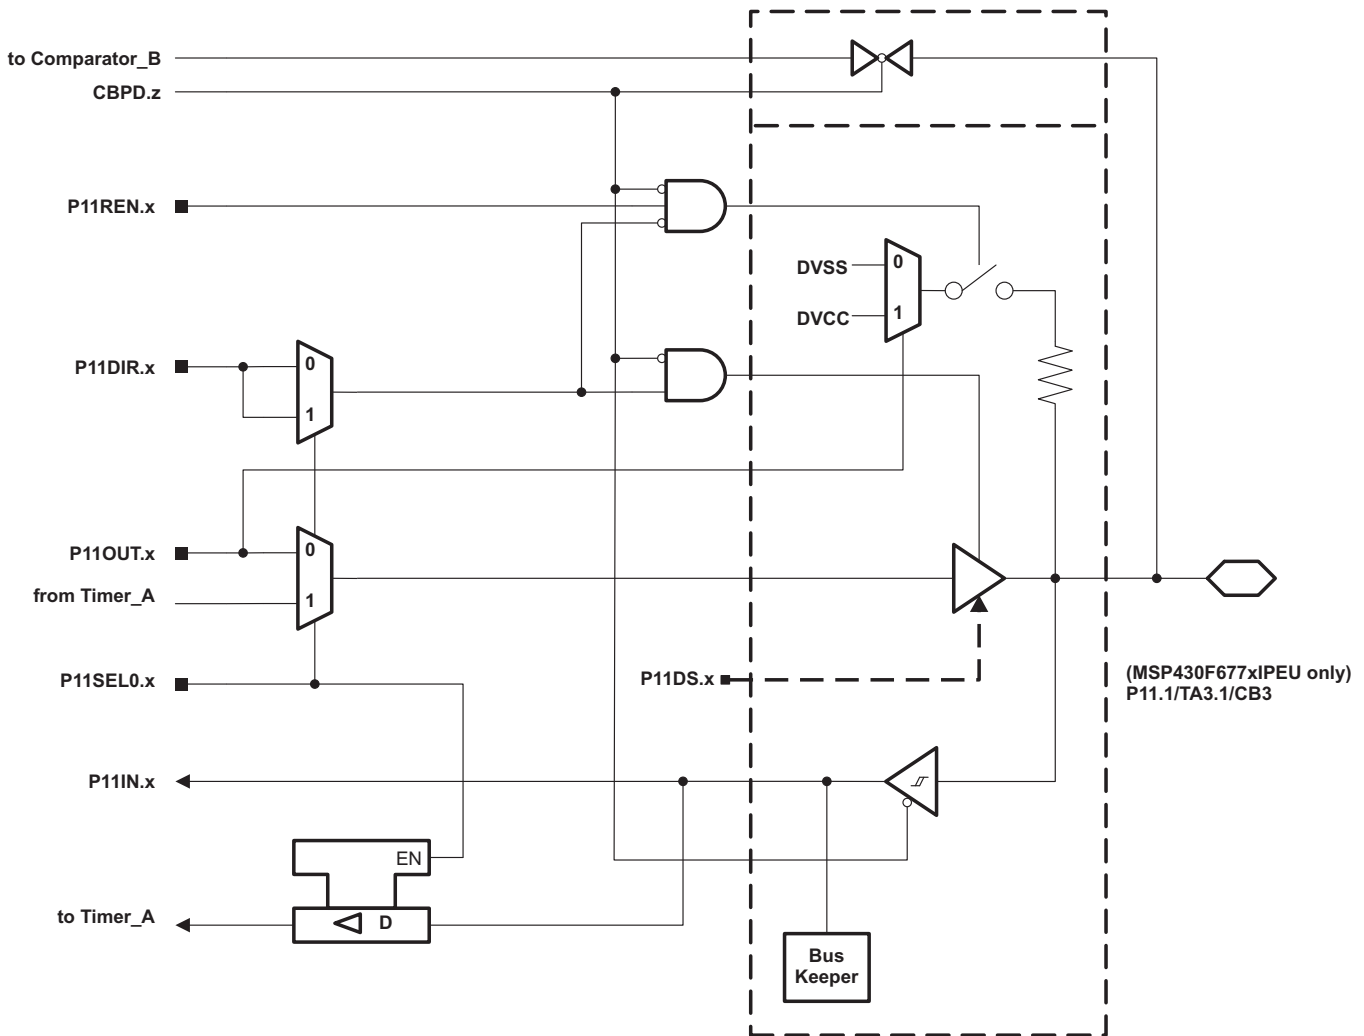 to Comparator_B
CBPD.z
P11REN.x
DVSS
0
DVCC
1
P11DIR.x
0
1
P11OUT.x
0
from Timer_A
1
P11SEL0.x
P11DS.x
(MSP430F677xIPEU only)
P11.1/TA3.1/CB3
P11IN.x
EN
to Timer_A
D
Bus
Keeper